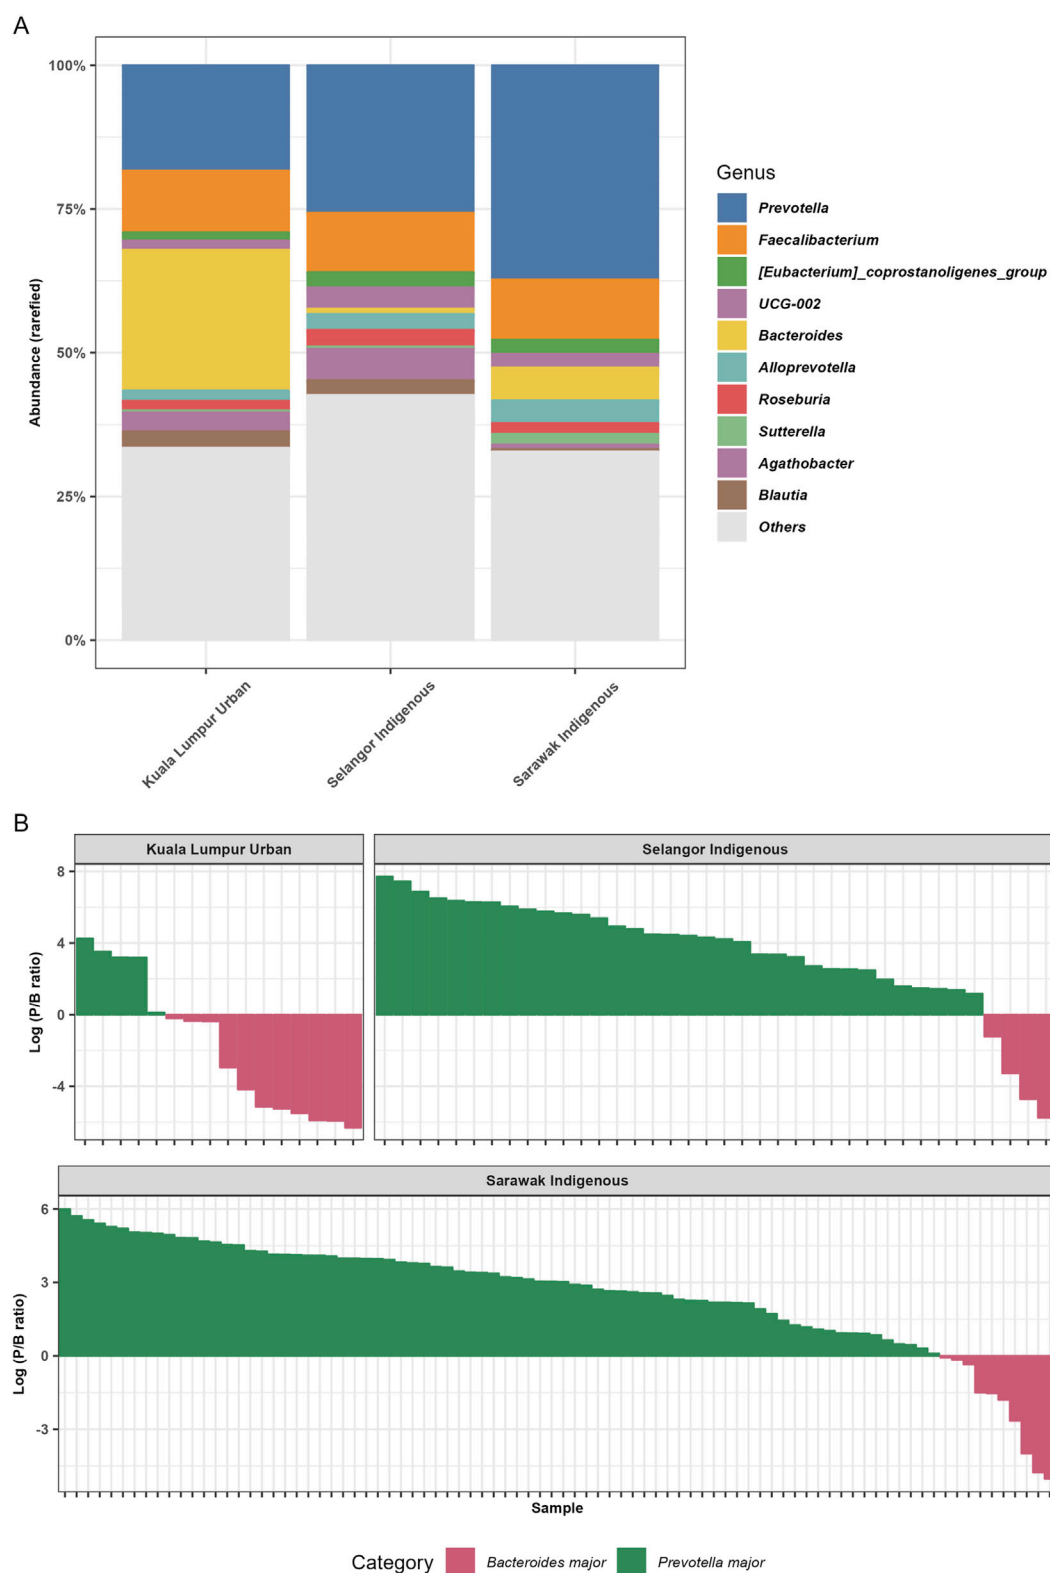 A
100%
75%
50%
25%
0%
Abundance (rarefied)
Kuala Lumpur Urban
Selangor Indigenous
Sarawak Indigenous
Genus
Prevotella
Faecalibacterium
[Eubacterium]_coprostanoligenes_group
UCG-002
Bacteroides
Alloprevotella
Roseburia
Sutterella
Agathobacter
Blautia
Others
B
Kuala Lumpur Urban
Selangor Indigenous
8
4
0
-4
Log (P/B ratio)
Sarawak Indigenous
6
3
0
-3
Log (P/B ratio)
Sample
Category
Bacteroides major
Prevotella major